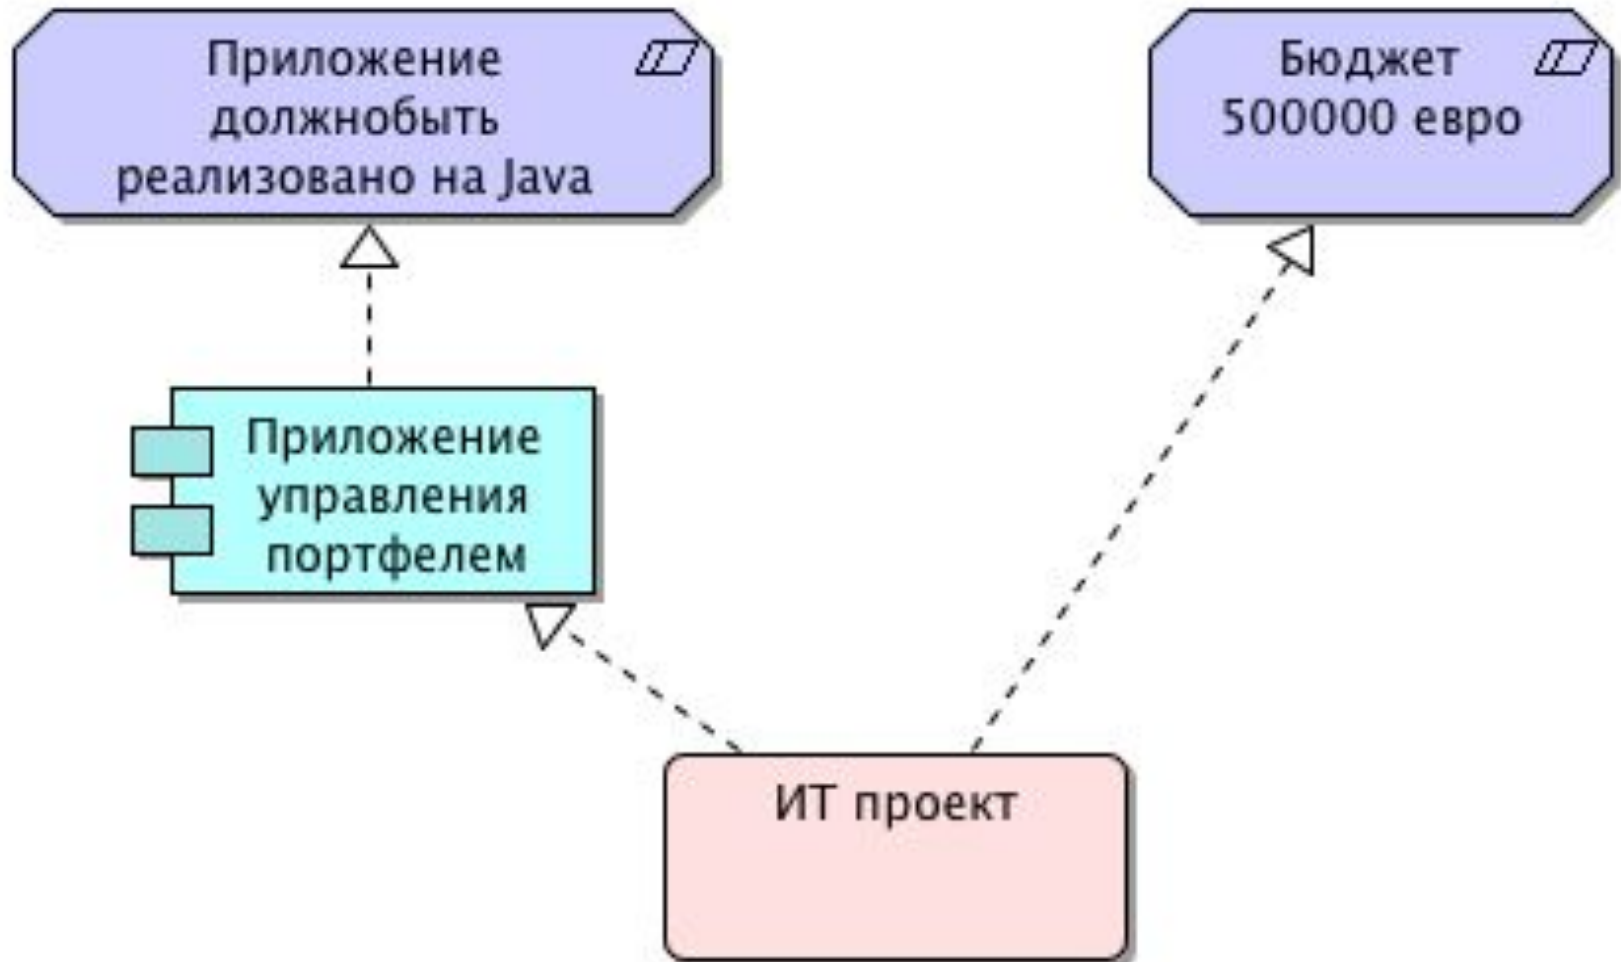 Приложение
должнобыть
реализовано на Java
Бюджет
500000 евро
Приложение
управления
портфелем
ИТ проект